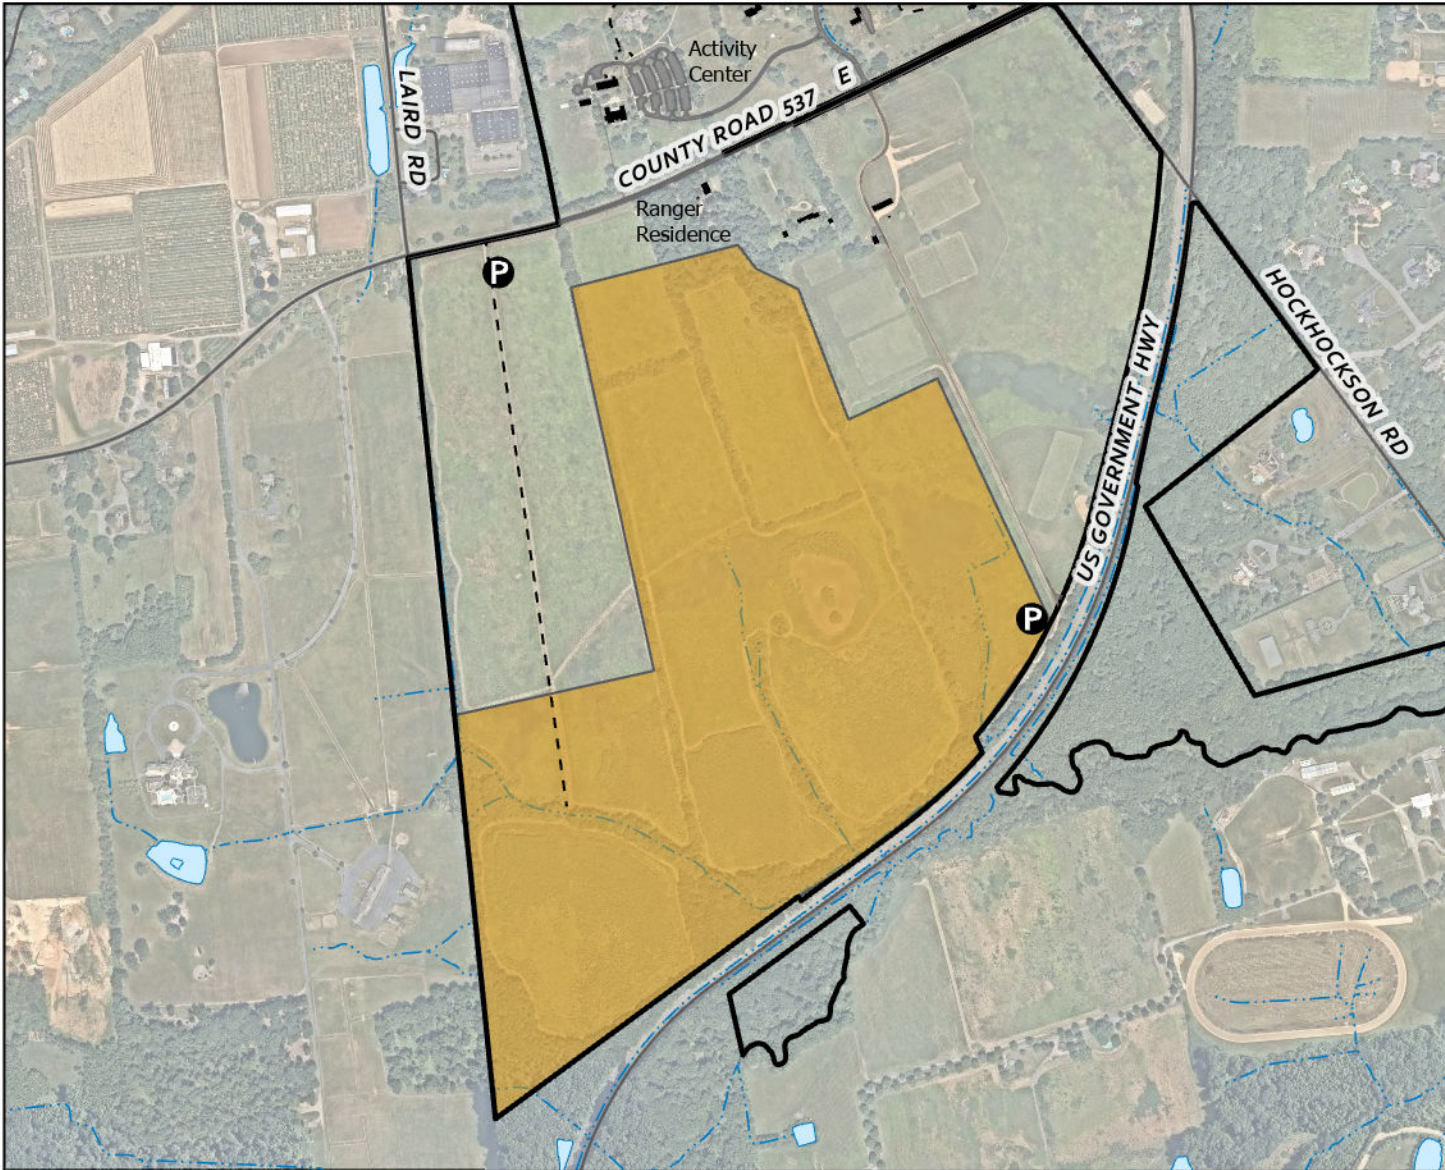 Activity
Center
LAIRD RD
COUNTY ROAD 537 E
Ranger
Residence
P
HOCKHOCKSON RD
US GOVERNMENT HWY
P